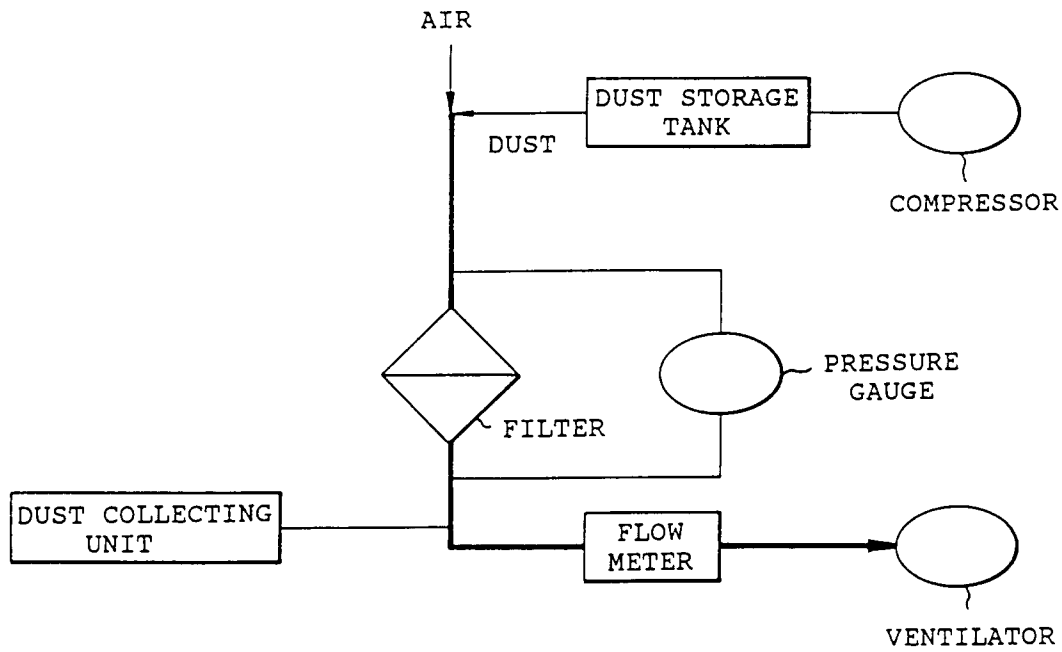 AIR
DUST STORAGE
TANK
DUST
COMPRESSOR
PRESSURE
GAUGE
FILTER
DUST COLLECTING
UNIT
FLOW
METER
VENTILATOR